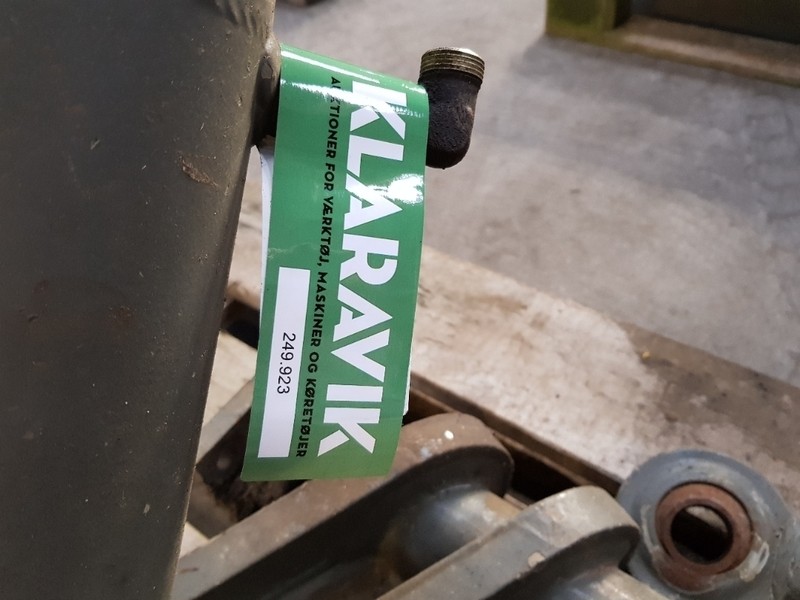 KLARAVIK
AUKTIONER FOR VÆRKTØJ, MASKINER OG KØRETØJER
249.923